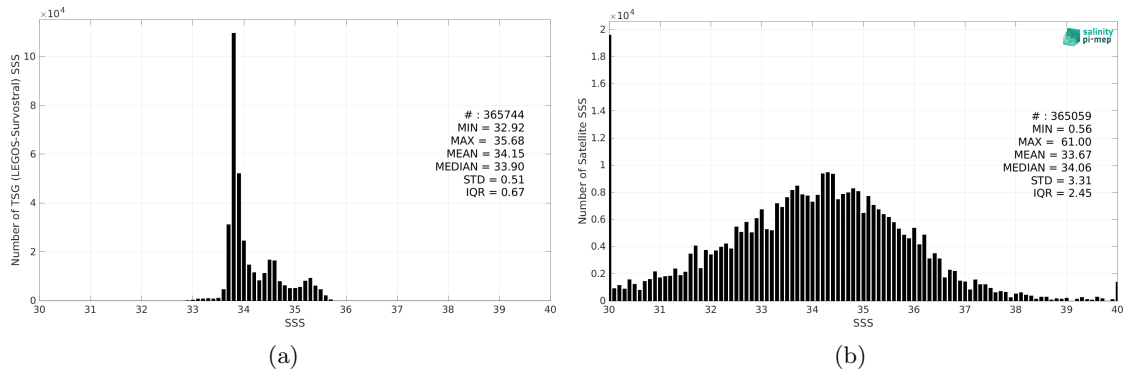 ×10⁴
10
8
6
4
2
0
Number of TSG (LEGOS-Survostral) SSS
# : 365744
MIN = 32.92
MAX = 35.68
MEAN = 34.15
MEDIAN = 33.90
STD = 0.51
IQR = 0.67
30 31 32 33 34 35 36 37 38 39 40
SSS
(a)
×10⁴
2
1.8
1.6
1.4
1.2
1
0.8
0.6
0.4
0.2
0
Number of Satellite SSS
salinity
pi-mep
# : 365059
MIN = 0.56
MAX = 61.00
MEAN = 33.67
MEDIAN = 34.06
STD = 3.31
IQR = 2.45
30 31 32 33 34 35 36 37 38 39 40
SSS
(b)